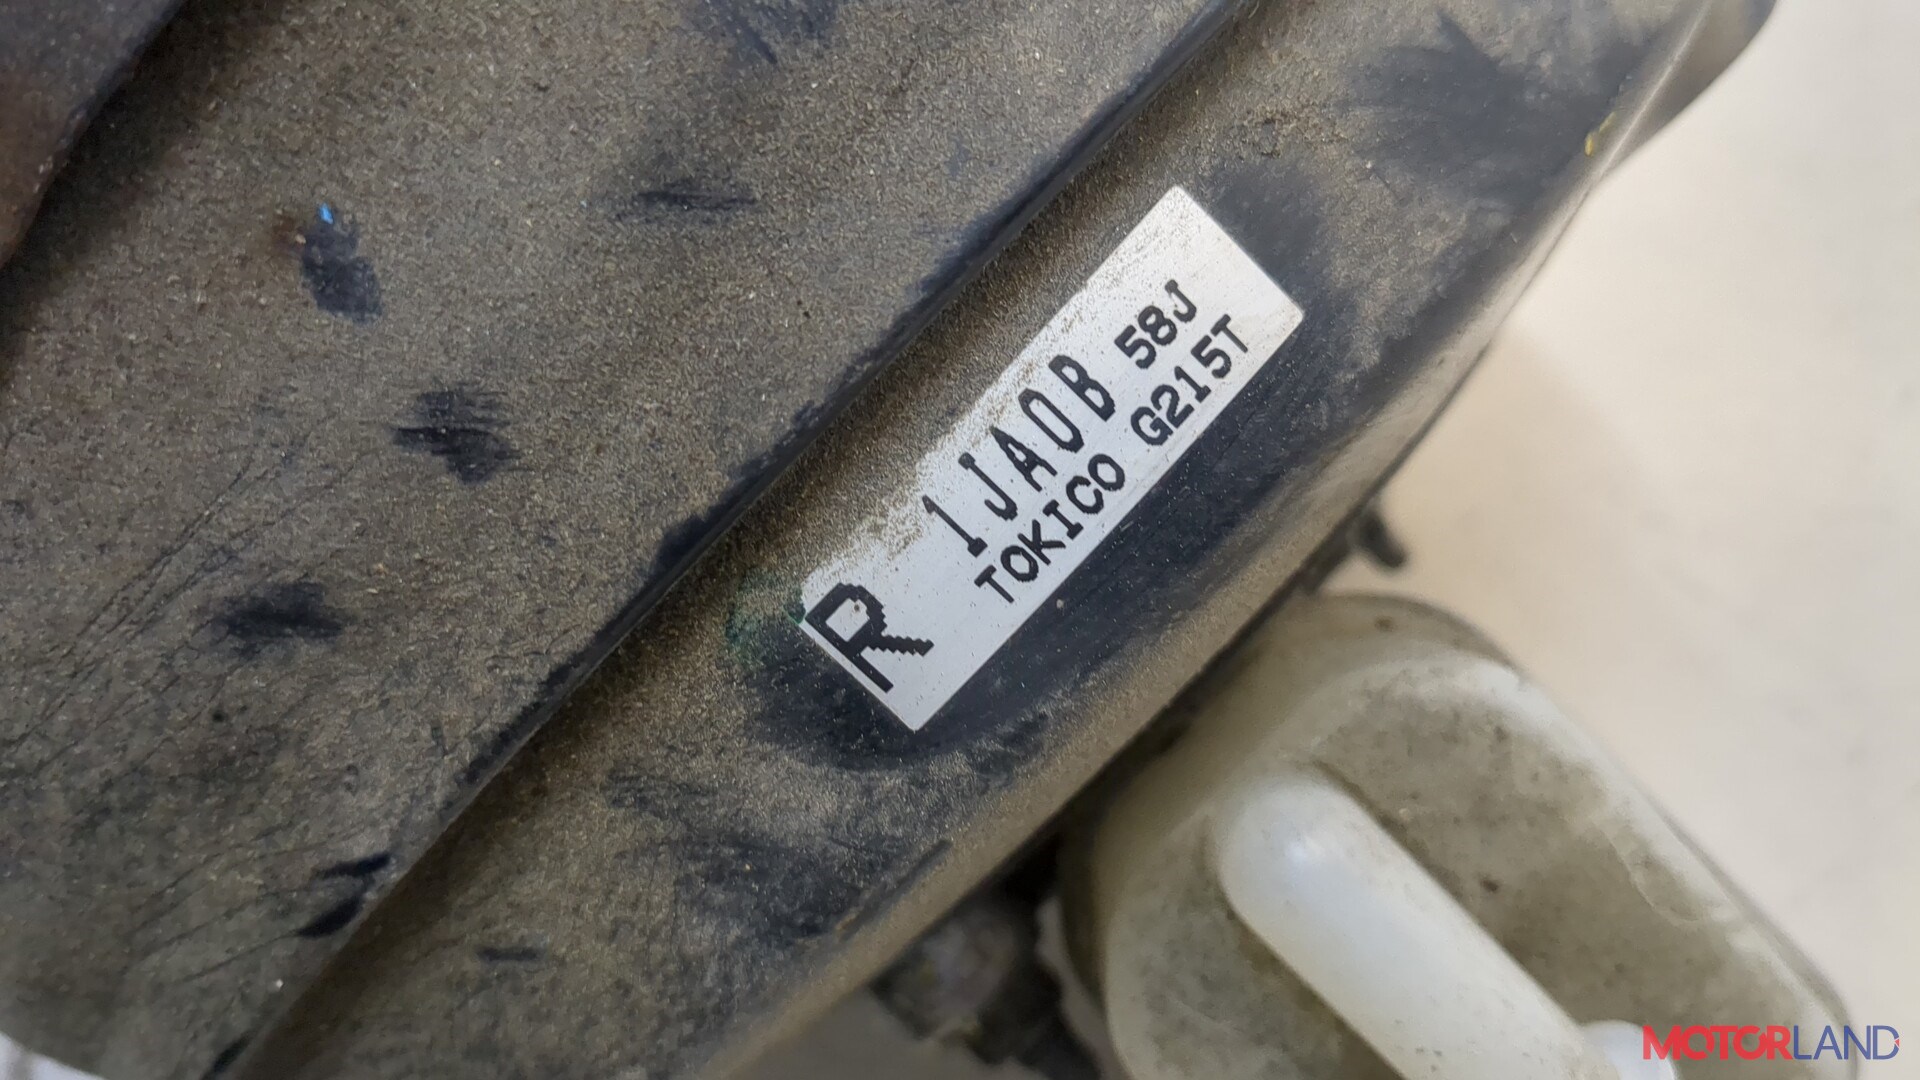 R
1JA0B 58J
TOKICO G215T
MOTORLAND